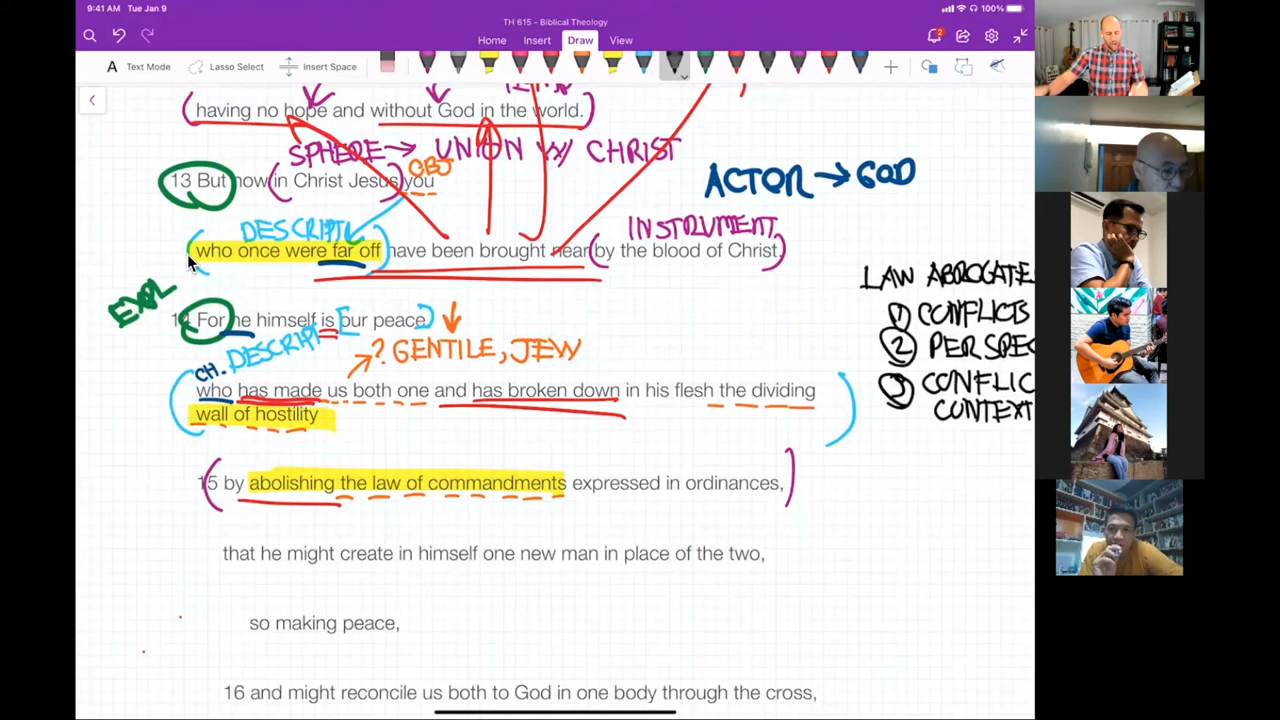 9:41 AM Tue Jan 9
100%
TH 615 - Biblical Theology
Home Insert Draw View
2
Text Mode Lasso Select Insert Space
(having no hope and without God in the world.)
SPHERE → UNION W/ CHRIST
OBJ
13 But now (in Christ Jesus) you
ACTOR → GOD
DESCRIPT
INSTRUMENT
(who once were far off) have been brought near (by the blood of Christ.)
LAW ABROGATE
EXPL
① CONFLICTS
For he himself is [our peace]
② PERSPE
CH. DESCRIPT
? GENTILE, JEW
③ CONFLIC
CONTEXT
(who has made us both one and has broken down in his flesh the dividing
wall of hostility)
(15 by abolishing the law of commandments expressed in ordinances,)
that he might create in himself one new man in place of the two,
so making peace,
16 and might reconcile us both to God in one body through the cross,